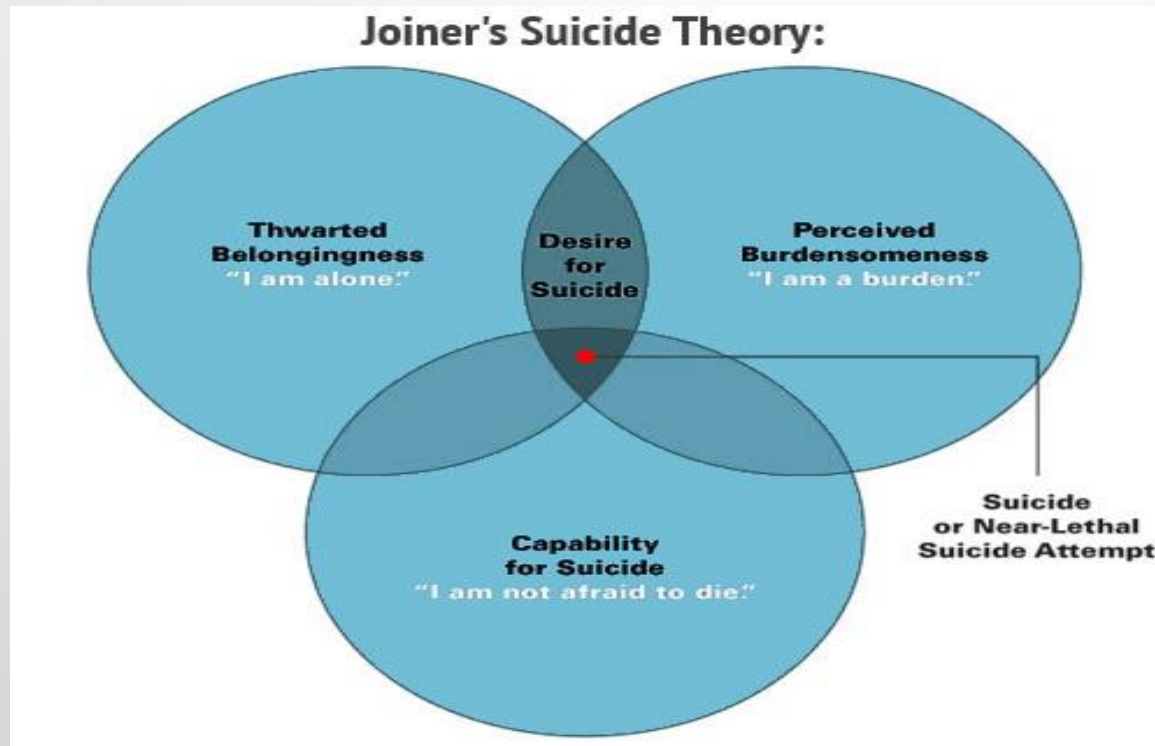 Joiner's Suicide Theory:
Thwarted
Belongingness
"I am alone."
Desire
for
Suicide
Perceived
Burdensomeness
"I am a burden."
Capability
for Suicide
"I am not afraid to die."
Suicide
or Near-Lethal
Suicide Attempt